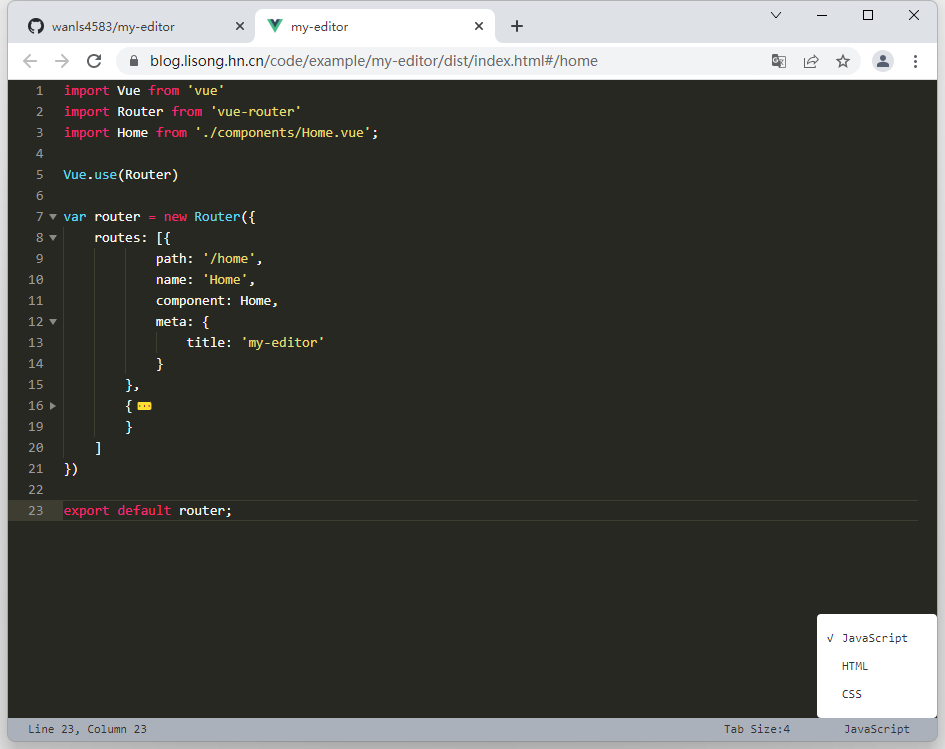 wanls4583/my-editor
my-editor
blog.lisong.hn.cn/code/example/my-editor/dist/index.html#/home
1 import Vue from 'vue'
2 import Router from 'vue-router'
3 import Home from './components/Home.vue';
4
5 Vue.use(Router)
6
7 var router = new Router({
8     routes: [{
9             path: '/home',
10             name: 'Home',
11             component: Home,
12             meta: {
13                 title: 'my-editor'
14             }
15         },
16         { ···
19         }
20     ]
21 })
22
23 export default router;
√ JavaScript
HTML
CSS
Line 23, Column 23 Tab Size:4 JavaScript